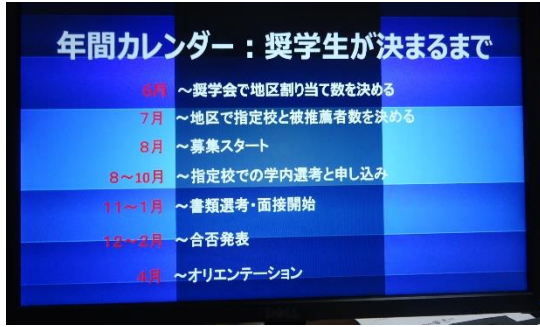 年間カレンダー：奨学生が決まるまで
6月 ～奨学会で地区割り当て数を決める
7月 ～地区で指定校と被推薦者数を決める
8月 ～募集スタート
8～10月 ～指定校での学内選考と申し込み
11～1月 ～書類選考・面接開始
12～2月 ～合否発表
4月 ～オリエンテーション